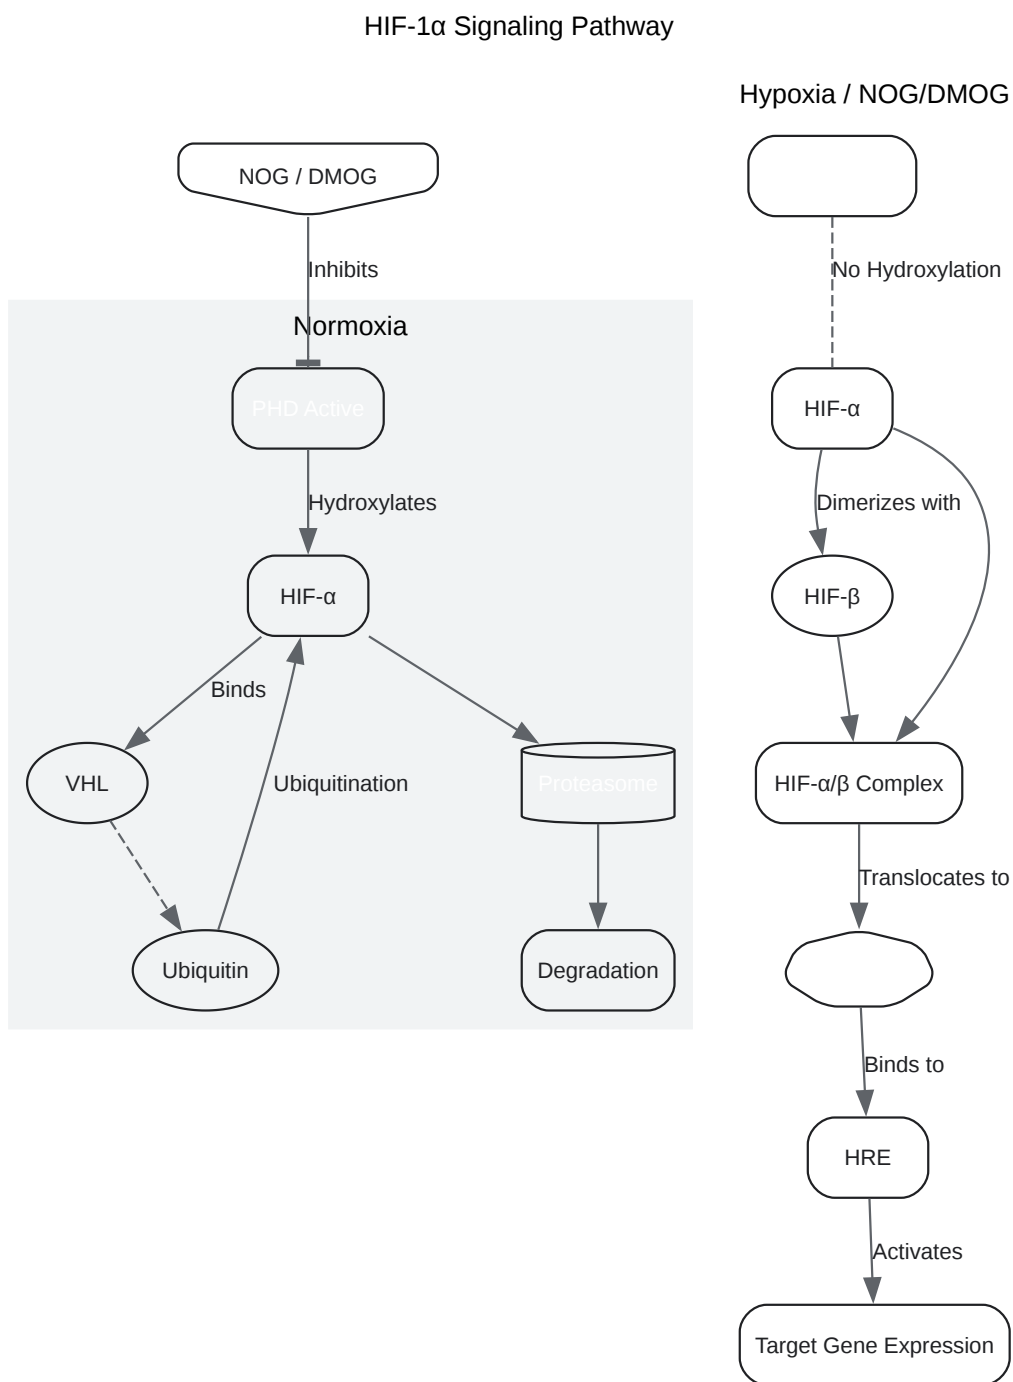 HIF-1α Signaling Pathway
Hypoxia / NOG/DMOG
NOG / DMOG
Inhibits
No Hydroxylation
Normoxia
PHD Active
HIF-α
Hydroxylates
Dimerizes with
HIF-α
HIF-β
Binds
VHL
Ubiquitination
Proteasome
HIF-α/β Complex
Translocates to
Ubiquitin
Degradation
Binds to
HRE
Activates
Target Gene Expression